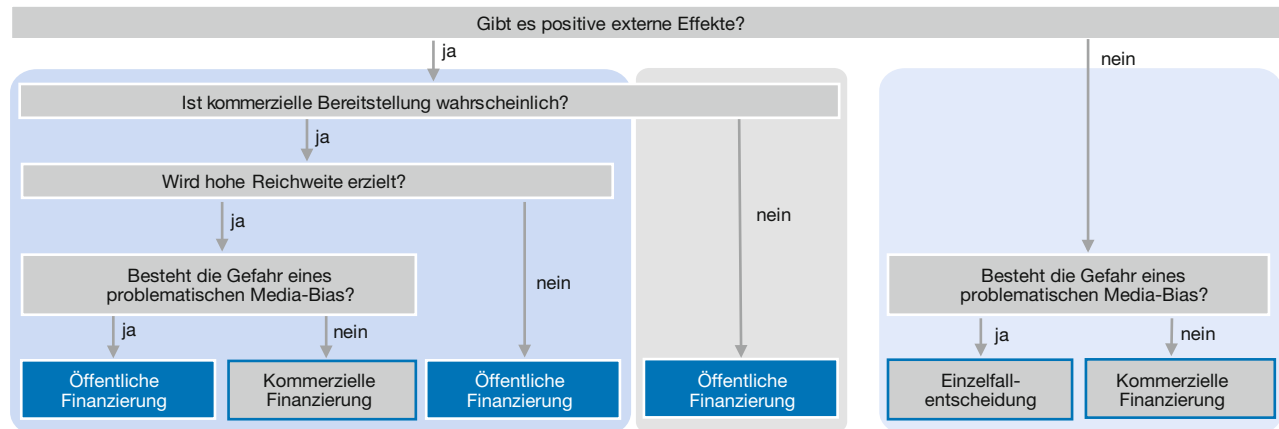 Gibt es positive externe Effekte?
ja
nein
Ist kommerzielle Bereitstellung wahrscheinlich?
ja
nein
Wird hohe Reichweite erzielt?
ja
nein
Besteht die Gefahr eines
problematischen Media-Bias?
ja
nein
Besteht die Gefahr eines
problematischen Media-Bias?
ja
nein
Öffentliche
Finanzierung
Kommerzielle
Finanzierung
Öffentliche
Finanzierung
Öffentliche
Finanzierung
Einzelfall-
entscheidung
Kommerzielle
Finanzierung